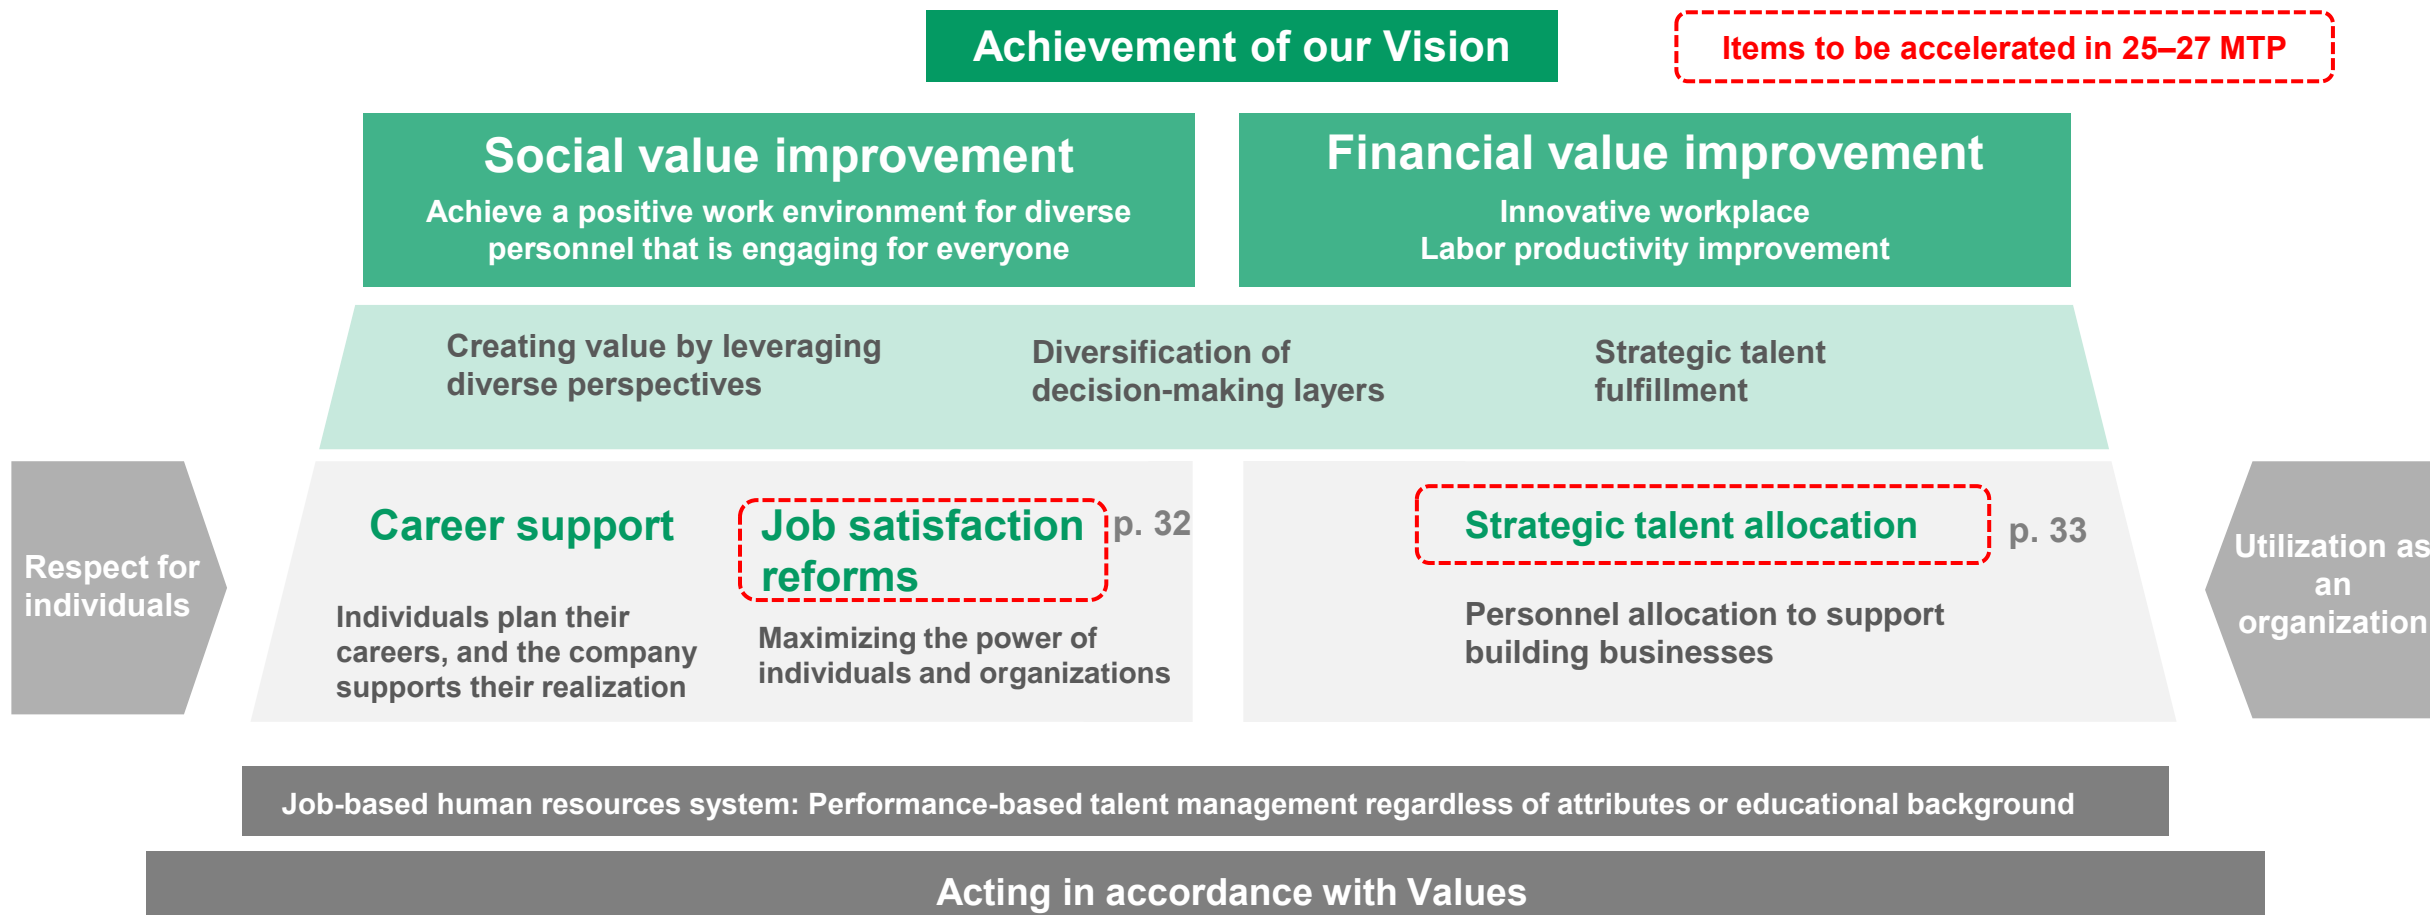 Achievement of our Vision
Items to be accelerated in 25–27 MTP
Social value improvement
Achieve a positive work environment for diverse
personnel that is engaging for everyone
Financial value improvement
Innovative workplace
Labor productivity improvement
Creating value by leveraging
diverse perspectives
Diversification of
decision-making layers
Strategic talent
fulfillment
Respect for
individuals
Career support
Individuals plan their
careers, and the company
supports their realization
Job satisfaction
reforms
p. 32
Maximizing the power of
individuals and organizations
Strategic talent allocation
p. 33
Personnel allocation to support
building businesses
Utilization as
an
organization
Job-based human resources system: Performance-based talent management regardless of attributes or educational background
Acting in accordance with Values